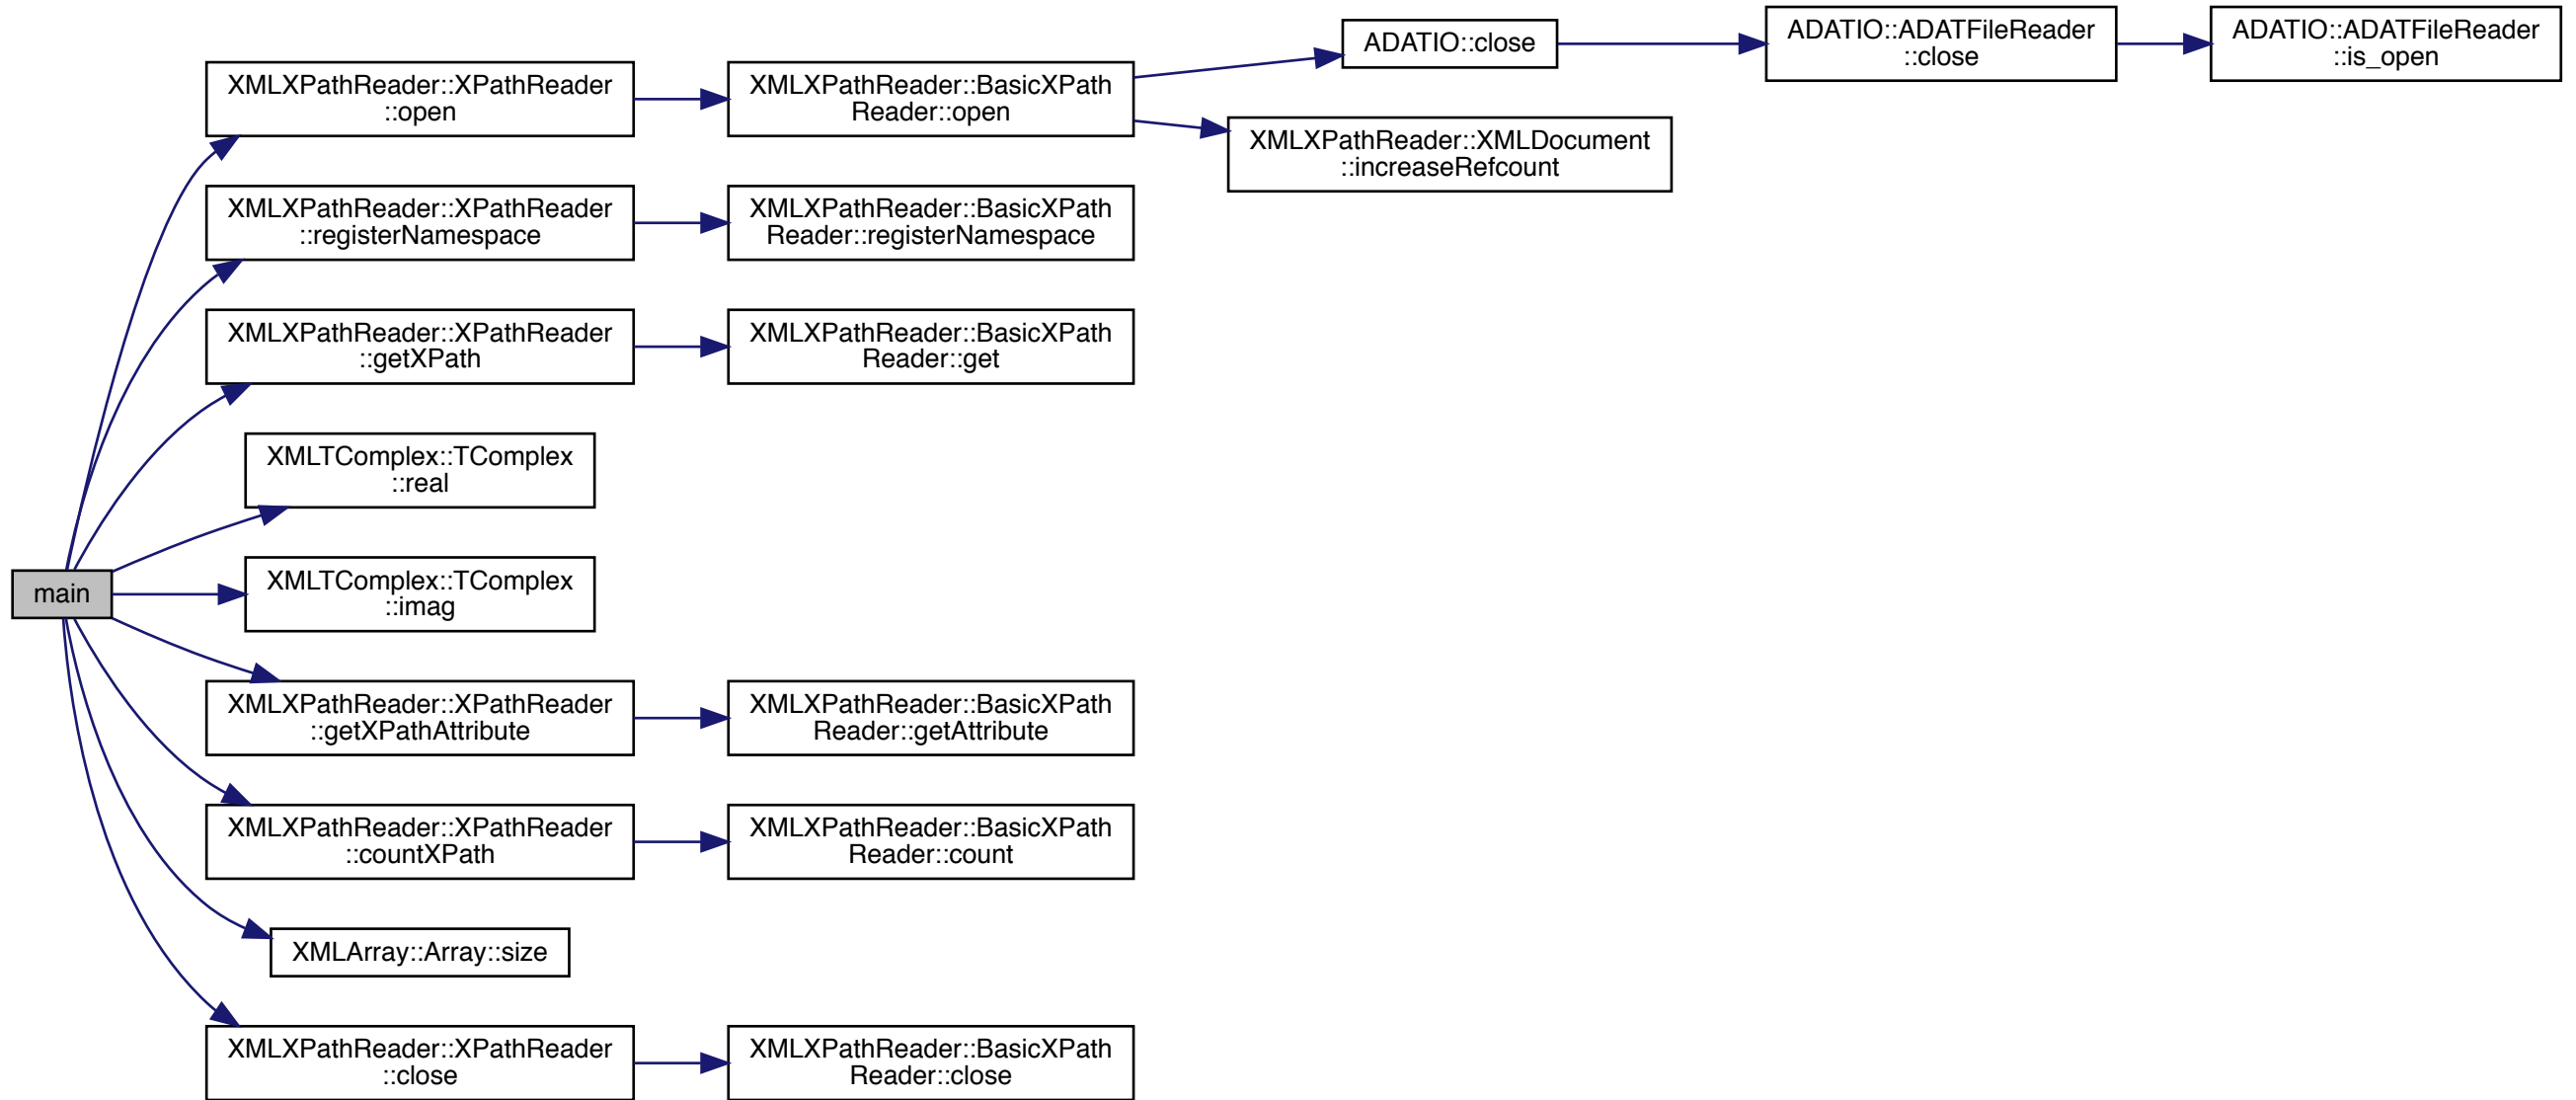 ADATIO::close
ADATIO::ADATFileReader
::close
ADATIO::ADATFileReader
::is_open
XMLXPathReader::XPathReader
::open
XMLXPathReader::BasicXPath
Reader::open
XMLXPathReader::XMLDocument
::increaseRefcount
XMLXPathReader::XPathReader
::registerNamespace
XMLXPathReader::BasicXPath
Reader::registerNamespace
XMLXPathReader::XPathReader
::getXPath
XMLXPathReader::BasicXPath
Reader::get
XMLTComplex::TComplex
::real
main
XMLTComplex::TComplex
::imag
XMLXPathReader::XPathReader
::getXPathAttribute
XMLXPathReader::BasicXPath
Reader::getAttribute
XMLXPathReader::XPathReader
::countXPath
XMLXPathReader::BasicXPath
Reader::count
XMLArray::Array::size
XMLXPathReader::XPathReader
::close
XMLXPathReader::BasicXPath
Reader::close